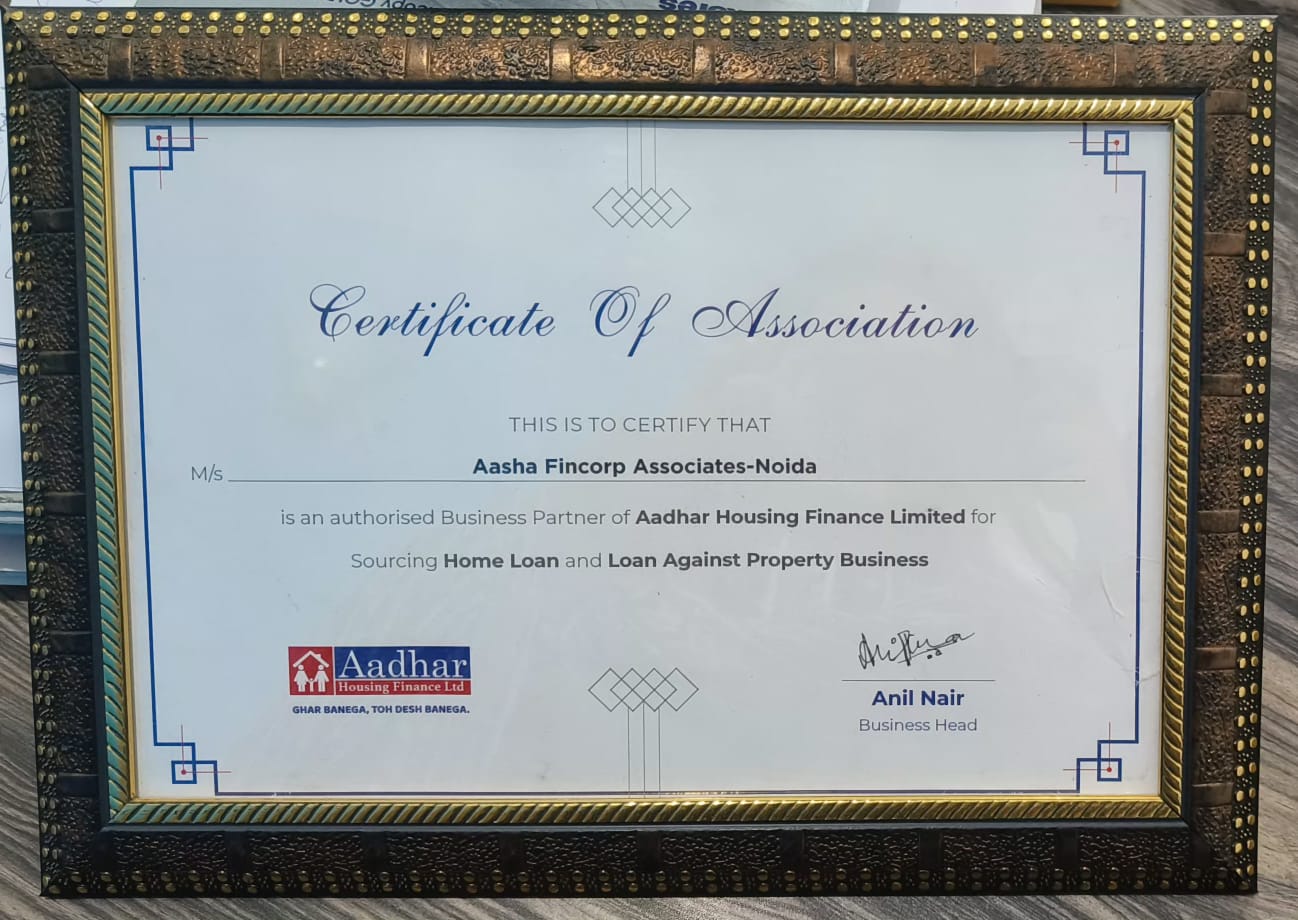 Certificate Of Association
THIS IS TO CERTIFY THAT
M/s Aasha Fincorp Associates-Noida
is an authorised Business Partner of Aadhar Housing Finance Limited for
Sourcing Home Loan and Loan Against Property Business
Aadhar
Housing Finance Ltd
GHAR BANEGA, TOH DESH BANEGA.
Anil Nair
Business Head